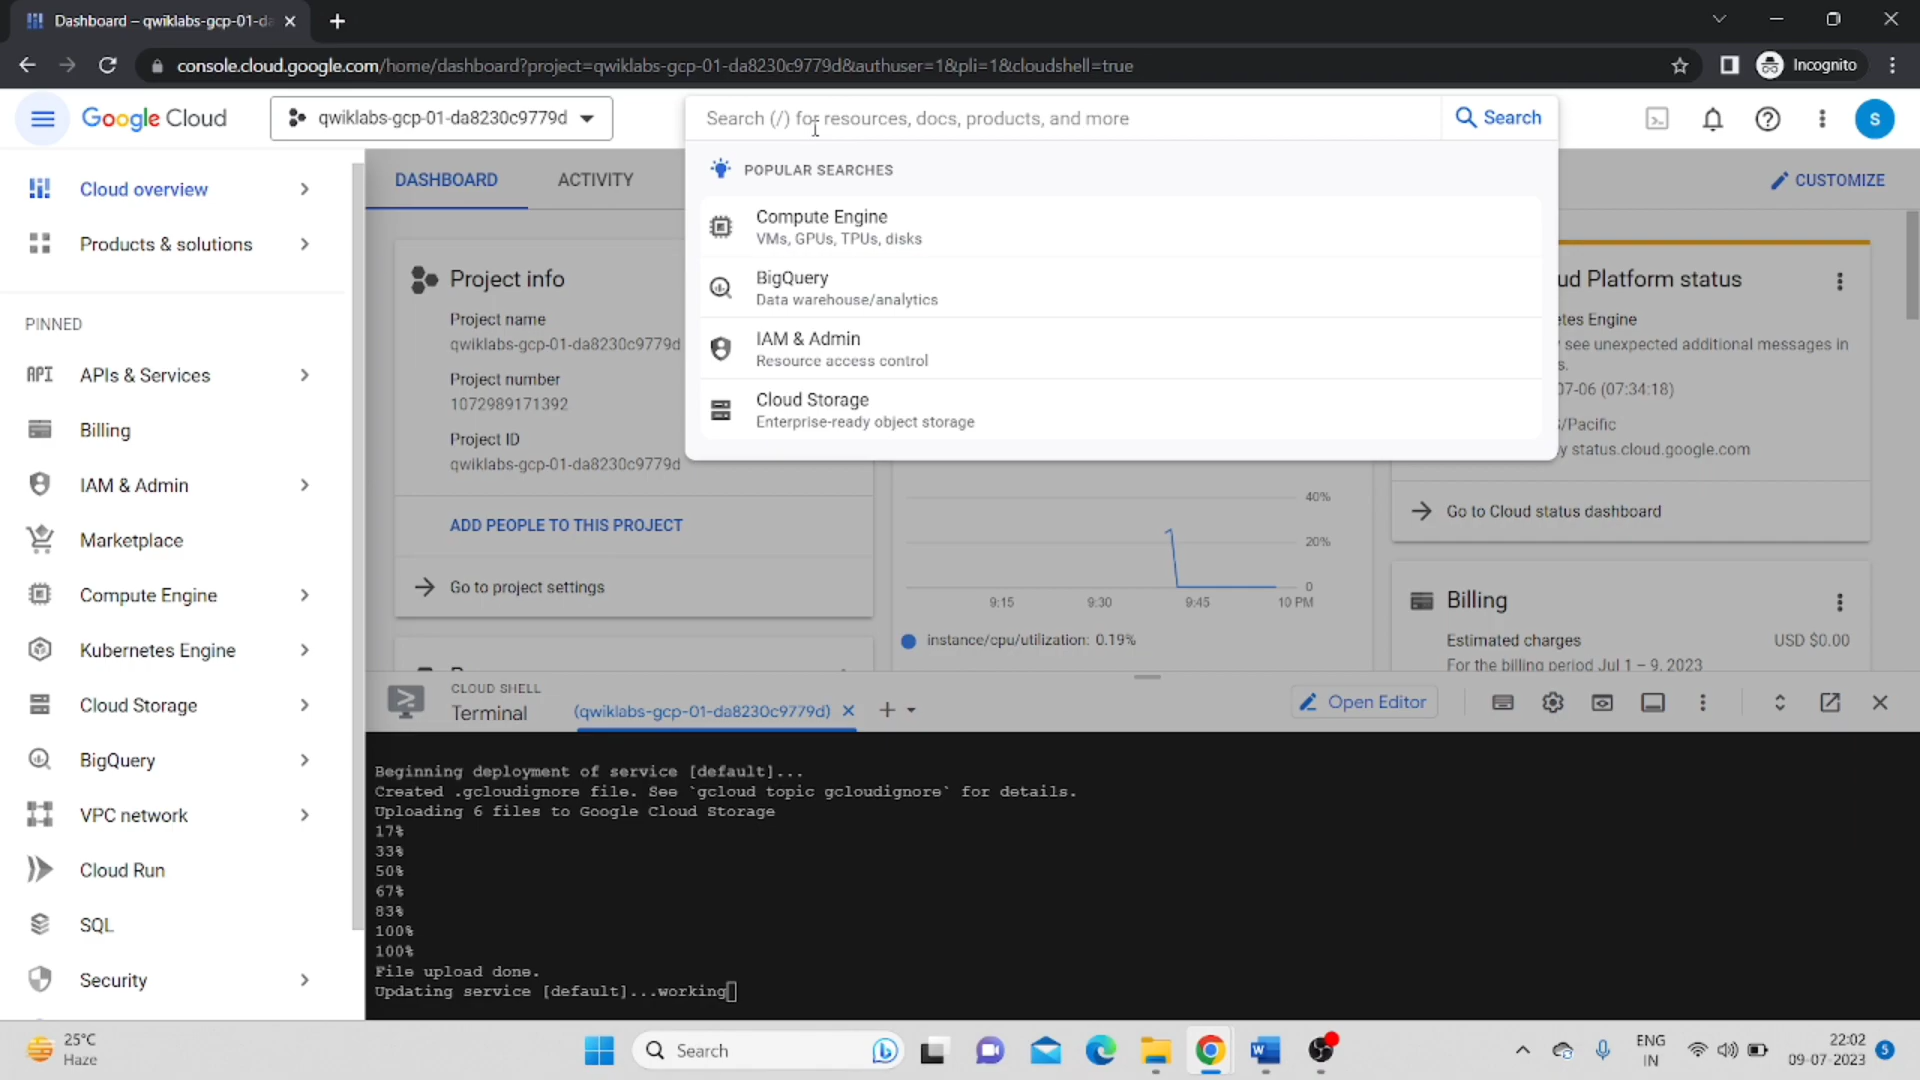 Dashboard – qwiklabs-gcp-01-da
console.cloud.google.com/home/dashboard?project=qwiklabs-gcp-01-da8230c9779d&authuser=1&pli=1&cloudshell=true
Incognito
Google Cloud
qwiklabs-gcp-01-da8230c9779d
Search (/) for resources, docs, products, and more
Search
S
Cloud overview
Products & solutions
PINNED
API
APIs & Services
Billing
IAM & Admin
Marketplace
Compute Engine
Kubernetes Engine
Cloud Storage
BigQuery
VPC network
Cloud Run
SQL
Security
DASHBOARD
ACTIVITY
CUSTOMIZE
POPULAR SEARCHES
Compute Engine
VMs, GPUs, TPUs, disks
BigQuery
Data warehouse/analytics
IAM & Admin
Resource access control
Cloud Storage
Enterprise-ready object storage
Project info
Project name
qwiklabs-gcp-01-da8230c9779d
Project number
1072989171392
Project ID
qwiklabs-gcp-01-da8230c9779d
ADD PEOPLE TO THIS PROJECT
Go to project settings
40%
20%
0
9:15
9:30
9:45
10 PM
instance/cpu/utilization: 0.19%
ud Platform status
tes Engine
see unexpected additional messages in
s.
07-06 (07:34:18)
s/Pacific
y status.cloud.google.com
Go to Cloud status dashboard
Billing
Estimated charges
USD $0.00
For the billing period Jul 1 – 9, 2023
CLOUD SHELL
Terminal
(qwiklabs-gcp-01-da8230c9779d)
Open Editor
Beginning deployment of service [default]...
Created .gcloudignore file. See `gcloud topic gcloudignore` for details.
Uploading 6 files to Google Cloud Storage
17%
33%
50%
67%
83%
100%
100%
File upload done.
Updating service [default]...working
25°C
Haze
Search
ENG
IN
22:02
09-07-2023
5